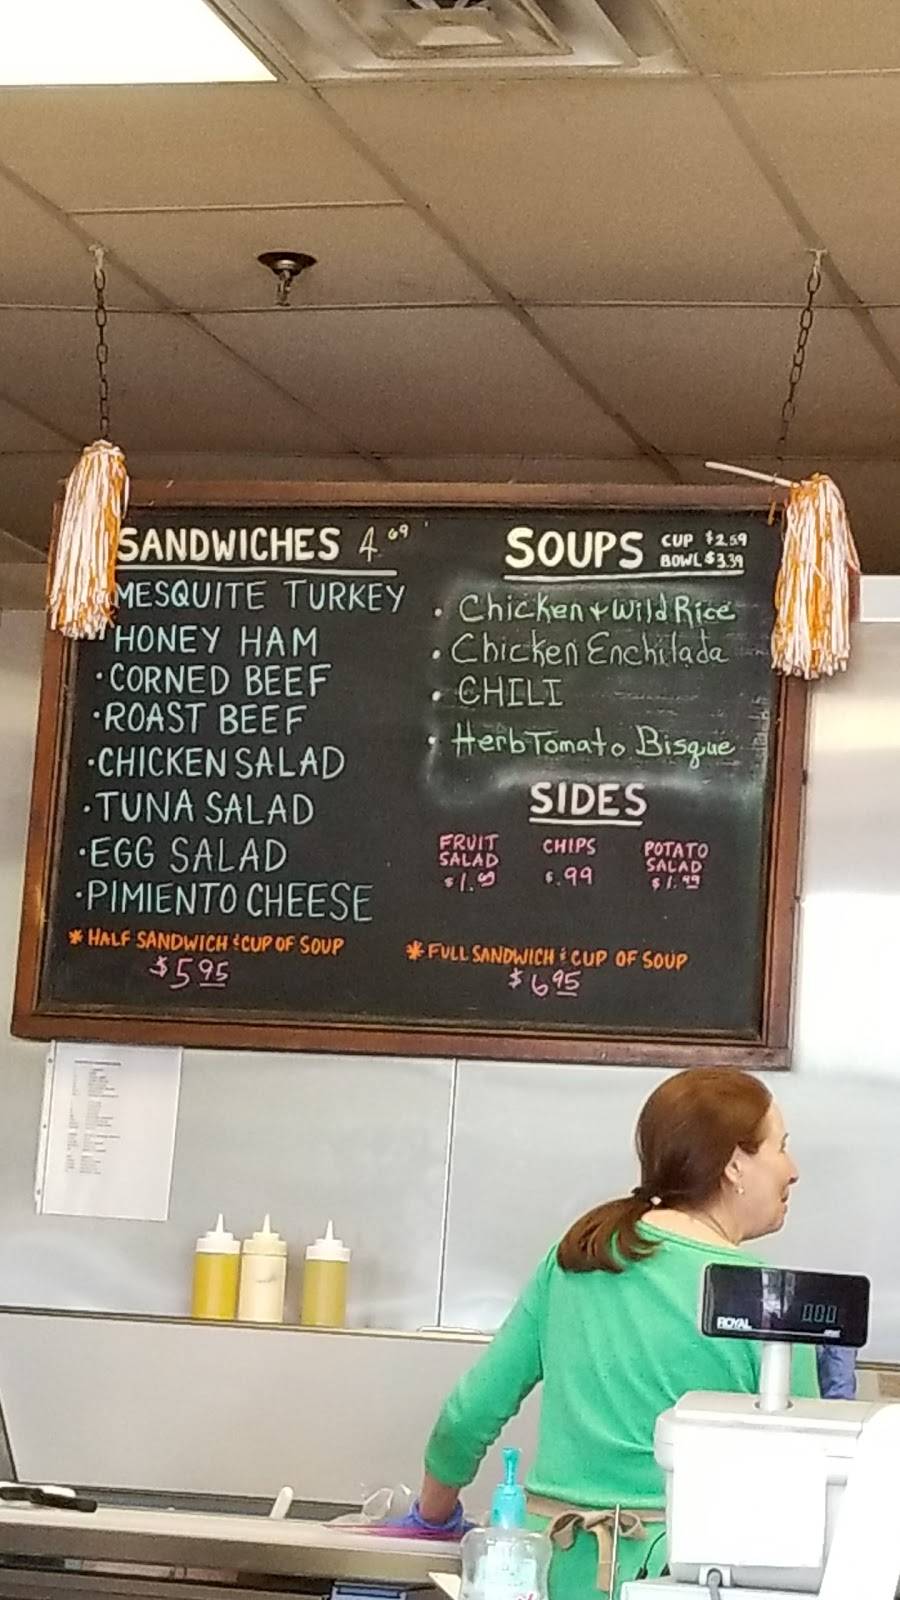 SANDWICHES 4.69
MESQUITE TURKEY
HONEY HAM
·CORNED BEEF
·ROAST BEEF
·CHICKEN SALAD
·TUNA SALAD
·EGG SALAD
·PIMIENTO CHEESE
* HALF SANDWICH & CUP OF SOUP
$5.95
SOUPS
CUP $2.59
BOWL $3.39
· Chicken + Wild Rice
· Chicken Enchilada
· CHILI
· Herb Tomato Bisque
SIDES
FRUIT
SALAD
CHIPS
$.99
POTATO
SALAD
$1.49
* FULL SANDWICH & CUP OF SOUP
$6.95
ROYAL
0.00